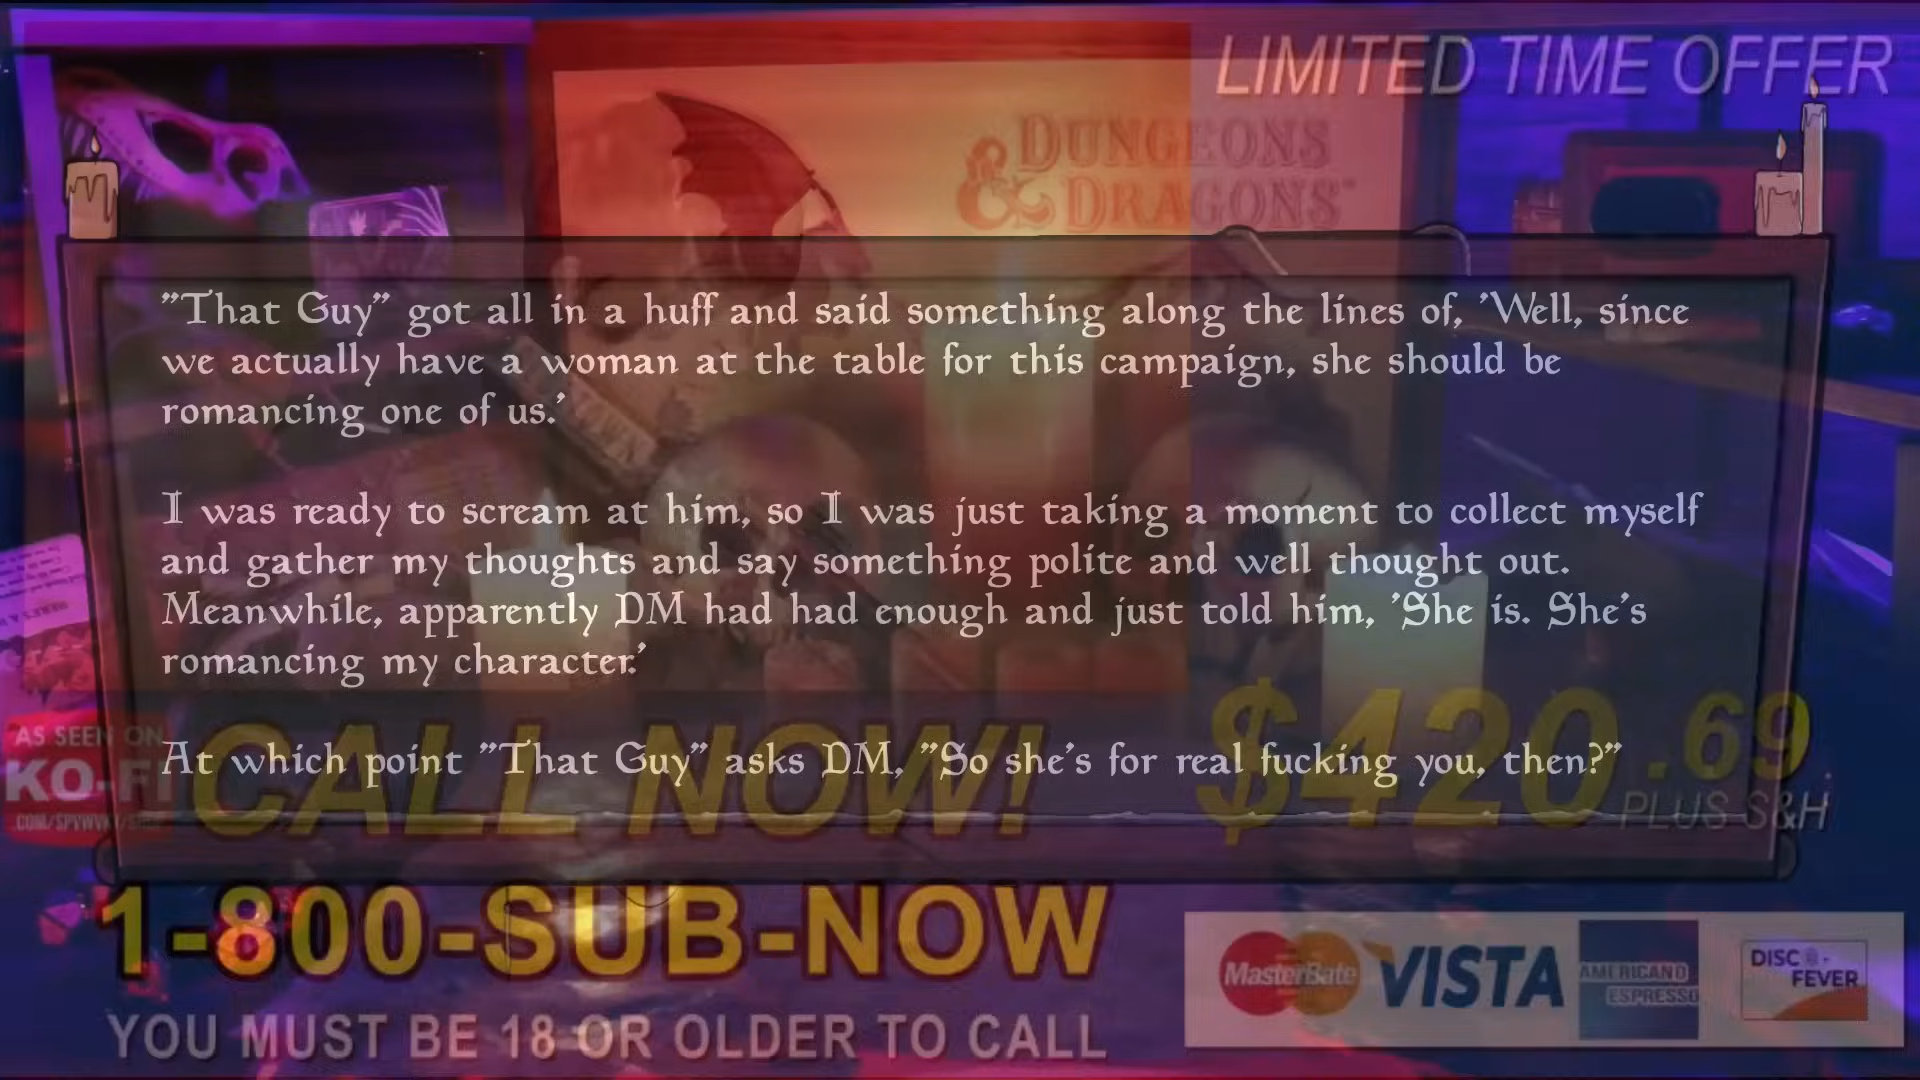 LIMITED TIME OFFER
DUNGEONS
& DRAGONS™
"That Guy" got all in a huff and said something along the lines of, 'Well, since
we actually have a woman at the table for this campaign, she should be
romancing one of us.'
I was ready to scream at him, so I was just taking a moment to collect myself
and gather my thoughts and say something polite and well thought out.
Meanwhile, apparently DM had had enough and just told him, 'She is. She's
romancing my character.'
At which point "That Guy" asks DM, "So she's for real fucking you, then?"
AS SEEN ON
KO-FI
CALL NOW!
$420.69
PLUS S&H
1-800-SUB-NOW
YOU MUST BE 18 OR OLDER TO CALL
MasterBate
VISTA
AMERICANO
ESPRESSO
DISC
FEVER